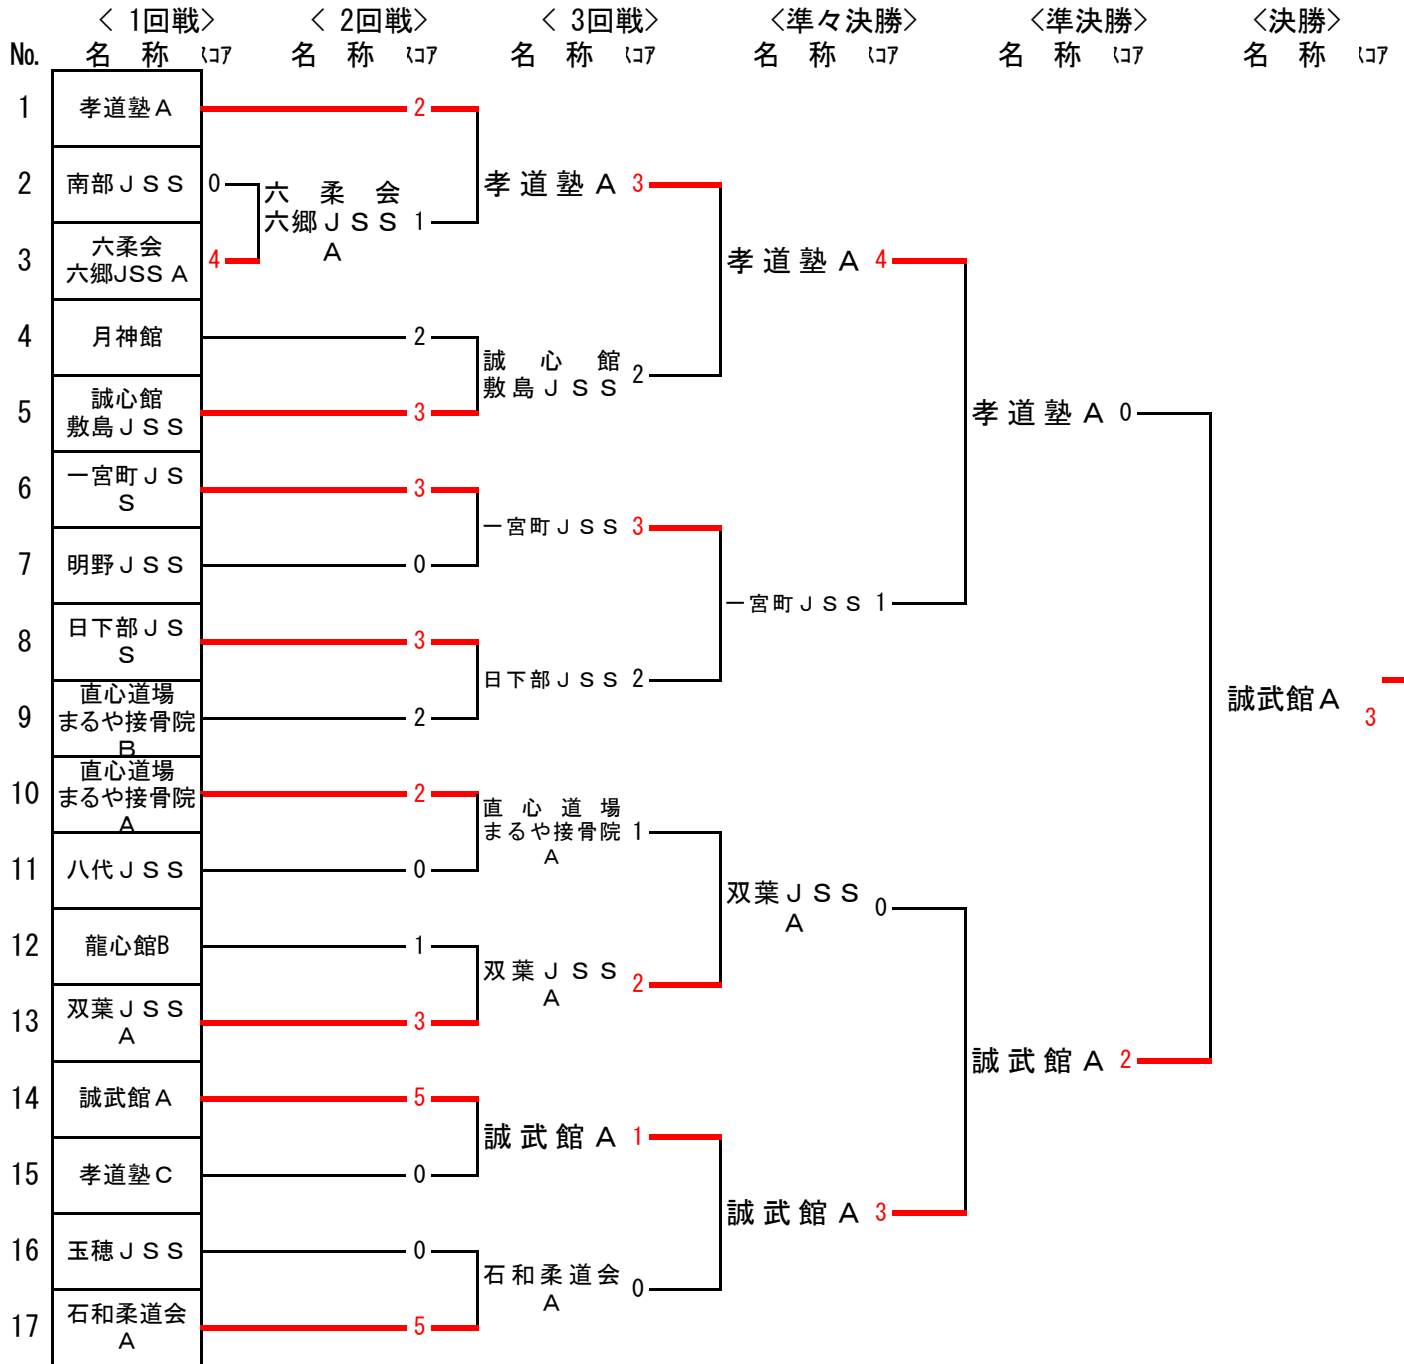 < 1回戦> < 2回戦> < 3回戦> <準々決勝> <準決勝> <決勝>
No. 名 称 スコア 名 称 スコア 名 称 スコア 名 称 スコア 名 称 スコア 名 称 スコア
1 孝道塾A 2
2 南部JSS 0
六 柔 会
六郷JSS 1
A
孝道塾A 3
3 六柔会
六郷JSS A 4
孝道塾A 4
4 月神館 2
誠 心 館
敷島JSS 2
5 誠心館
敷島JSS 3
孝道塾A 0
6 一宮町JS
S 3
一宮町JSS 3
7 明野JSS 0
一宮町JSS 1
8 日下部JS
S 3
日下部JSS 2
9 直心道場
まるや接骨院
B 2
誠武館A 3
10 直心道場
まるや接骨院
A 2
直 心 道 場
まるや接骨院 1
A
11 八代JSS 0
双葉JSS 0
A
12 龍心館B 1
双葉JSS 2
A
13 双葉JSS
A 3
誠武館A 2
14 誠武館A 5
誠武館A 1
15 孝道塾C 0
誠武館A 3
16 玉穂JSS 0
石和柔道会 0
A
17 石和柔道会
A 5